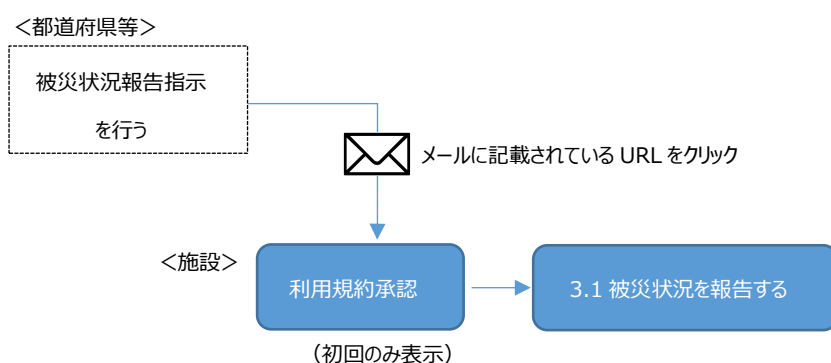 ＜都道府県等＞
被災状況報告指示
を行う
メールに記載されている URL をクリック
＜施設＞
利用規約承認
3.1 被災状況を報告する
（初回のみ表示）